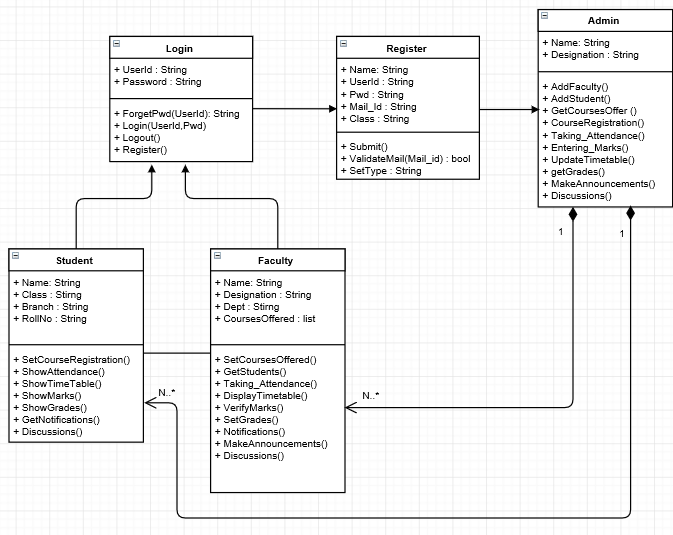 Login
+ UserId : String
+ Password : String
+ ForgetPwd(UserId): String
+ Login(UserId,Pwd)
+ Logout()
+ Register()
Register
+ Name: String
+ UserId : String
+ Pwd : String
+ Mail_Id : String
+ Class : String
+ Submit()
+ ValidateMail(Mail_id) : bool
+ SetType : String
Admin
+ Name: String
+ Designation : String
+ AddFaculty()
+ AddStudent()
+ GetCoursesOffer ()
+ CourseRegistration()
+ Taking_Attendance()
+ Entering_Marks()
+ UpdateTimetable()
+ getGrades()
+ MakeAnnouncements()
+ Discussions()
1
1
Student
+ Name: String
+ Class : Stirng
+ Branch : String
+ RollNo : String
+ SetCourseRegistration()
+ ShowAttendance()
+ ShowTimeTable()
+ ShowMarks()
+ ShowGrades()
+ GetNotifications()
+ Discussions()
N..*
Faculty
+ Name: String
+ Designation : String
+ Dept : Stirng
+ CoursesOffered : list
+ SetCoursesOffered()
+ GetStudents()
+ Taking_Attendance()
+ DisplayTimetable()
+ VerifyMarks()
+ SetGrades()
+ Notifications()
+ MakeAnnouncements()
+ Discussions()
N..*